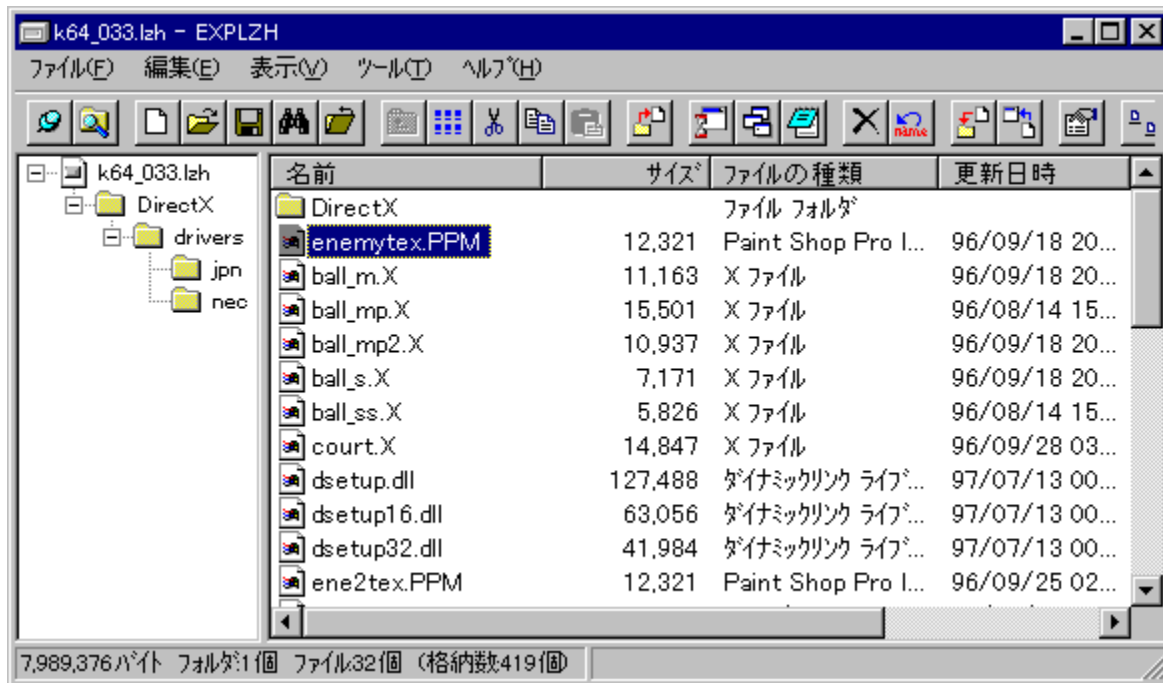 k64_033.lzh - EXPLZH
ファイル(F) 編集(E) 表示(V) ツール(T) ヘルプ(H)
name
k64_033.lzh
DirectX
drivers
jpn
nec
名前 サイズ ファイルの種類 更新日時
DirectX ファイル フォルダ
enemytex.PPM 12,321 Paint Shop Pro I... 96/09/18 20...
ball_m.X 11,163 X ファイル 96/09/18 20...
ball_mp.X 15,501 X ファイル 96/08/14 15...
ball_mp2.X 10,937 X ファイル 96/09/18 20...
ball_s.X 7,171 X ファイル 96/09/18 20...
ball_ss.X 5,826 X ファイル 96/08/14 15...
court.X 14,847 X ファイル 96/09/28 03...
dsetup.dll 127,488 ダイナミックリンク ライブ... 97/07/13 00...
dsetup16.dll 63,056 ダイナミックリンク ライブ... 97/07/13 00...
dsetup32.dll 41,984 ダイナミックリンク ライブ... 97/07/13 00...
ene2tex.PPM 12,321 Paint Shop Pro I... 96/09/25 02...
7,989,376バイト フォルダ:1個 ファイル:32個 (格納数:419個)